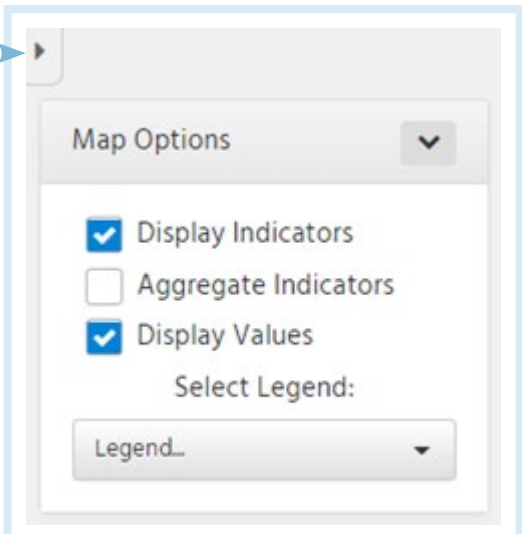 Map Options
Display Indicators
Aggregate Indicators
Display Values
Select Legend:
Legend...